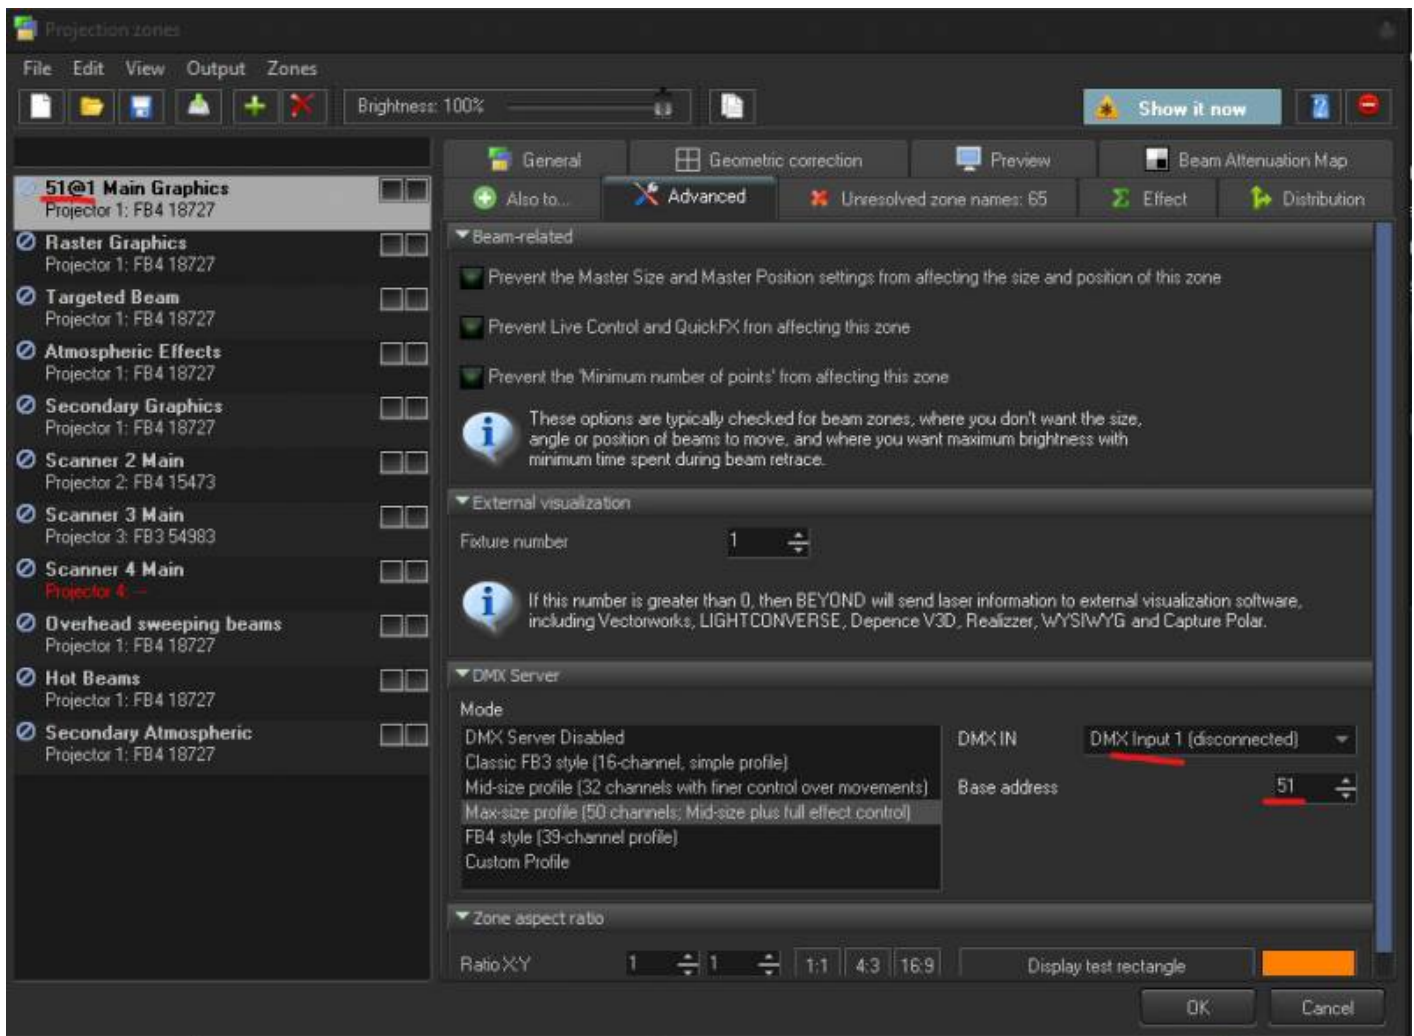 Projection zones
File Edit View Output Zones
Brightness: 100%
Show it now
General Geometric correction Preview Beam Attenuation Map
Also to... Advanced Unresolved zone names: 65 Effect Distribution
51@1 Main Graphics
Projector 1: FB4 18727
Raster Graphics
Projector 1: FB4 18727
Targeted Beam
Projector 1: FB4 18727
Atmospheric Effects
Projector 1: FB4 18727
Secondary Graphics
Projector 1: FB4 18727
Scanner 2 Main
Projector 2: FB4 15473
Scanner 3 Main
Projector 3: FB3 54983
Scanner 4 Main
Projector 4: --
Overhead sweeping beams
Projector 1: FB4 18727
Hot Beams
Projector 1: FB4 18727
Secondary Atmospheric
Projector 1: FB4 18727
Beam-related
Prevent the Master Size and Master Position settings from affecting the size and position of this zone
Prevent Live Control and QuickFX fron affecting this zone
Prevent the 'Minimum number of points' from affecting this zone
These options are typically checked for beam zones, where you don't want the size,
angle or position of beams to move, and where you want maximum brightness with
minimum time spent during beam retrace.
External visualization
Fixture number 1
If this number is greater than 0, then BEYOND will send laser information to external visualization software,
including Vectorworks, LIGHTCONVERSE, Depence V3D, Realizzer, WYSIWYG and Capture Polar.
DMX Server
Mode
DMX Server Disabled
Classic FB3 style (16-channel, simple profile)
Mid-size profile (32 channels with finer control over movements)
Max-size profile (50 channels; Mid-size plus full effect control)
FB4 style (39-channel profile)
Custom Profile
DMX IN DMX Input 1 (disconnected)
Base address 51
Zone aspect ratio
Ratio X:Y 1 1 1:1 4:3 16:9 Display test rectangle
OK Cancel